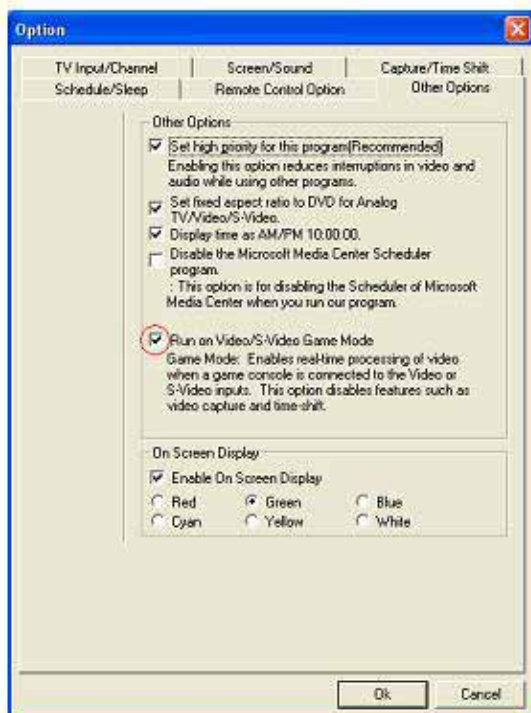 Option
TV Input/Channel
Screen/Sound
Capture/Time Shift
Schedule/Sleep
Remote Control Option
Other Options
Other Options
Set high priority for this program(Recommended)
Enabling this option reduces interruptions in video and
audio while using other programs.
Set fixed aspect ratio to DVD for Analog
TV/Video/S-Video.
Display time as AM/PM 10:00:00.
Disable the Microsoft Media Center Scheduler
program.
: This option is for disabling the Scheduler of Microsoft
Media Center when you run our program.
Run on Video/S-Video Game Mode
Game Mode: Enables real-time processing of video
when a game console is connected to the Video or
S-Video inputs. This option disables features such as
video capture and time-shift.
On Screen Display
Enable On Screen Display
Red
Green
Blue
Cyan
Yellow
White
Ok
Cancel